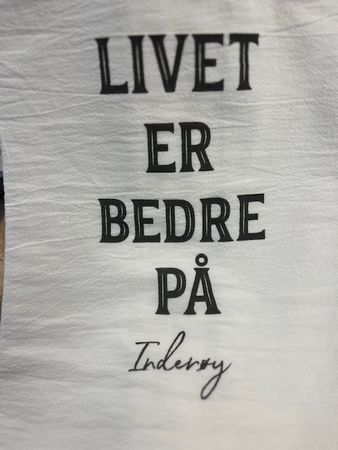 LIVET
ER
BEDRE
PÅ
Inderøy